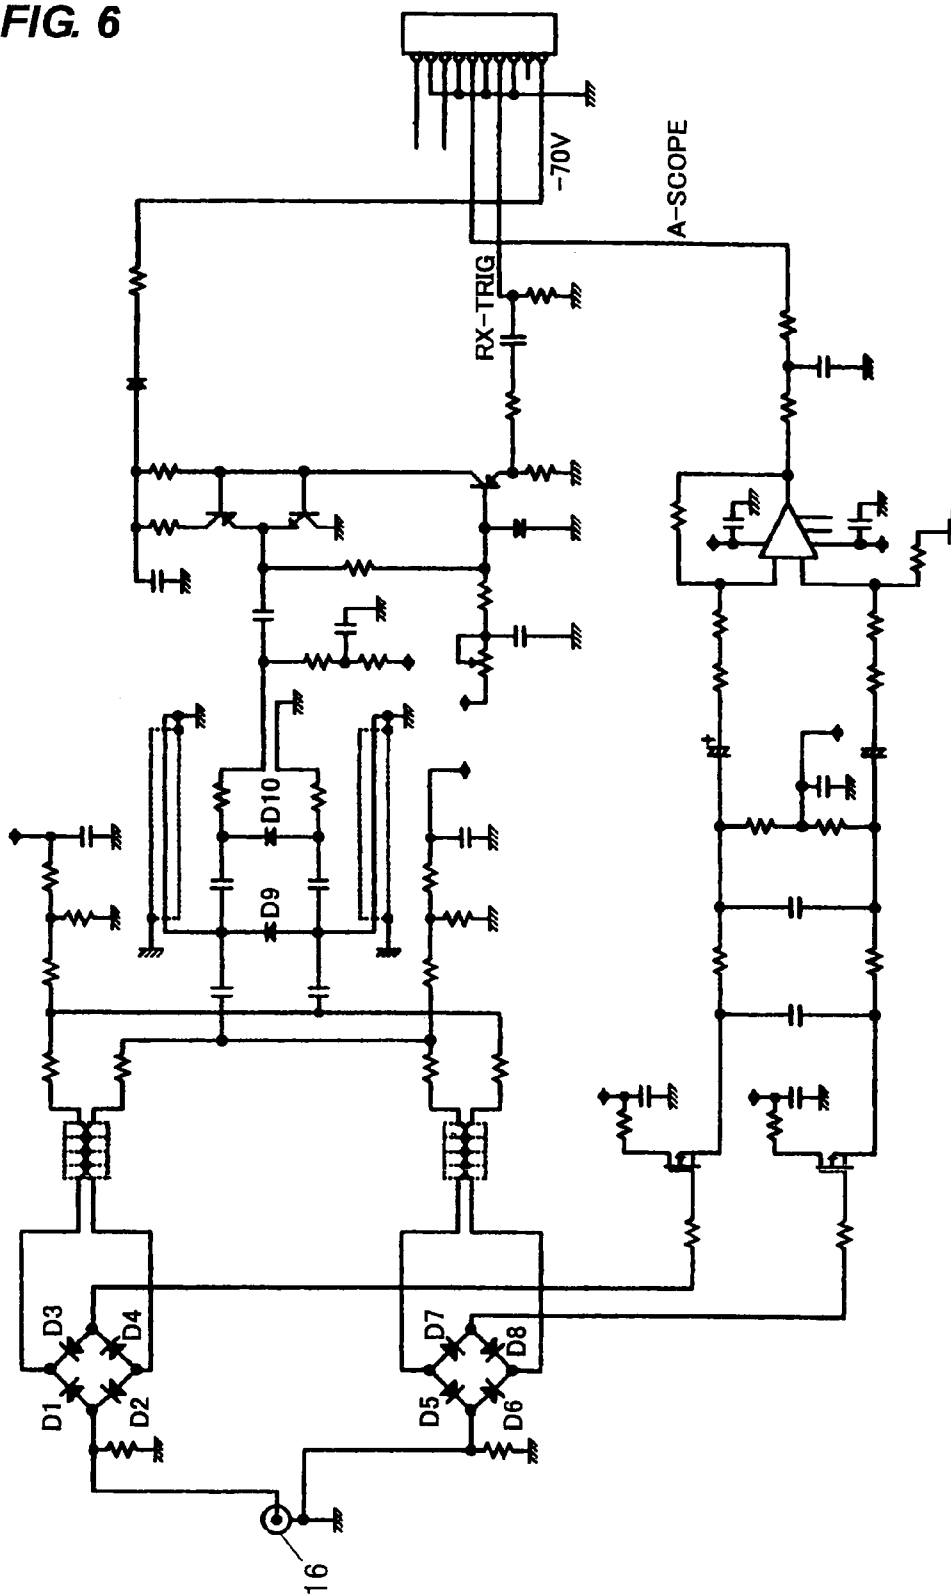 FIG. 6
-70V
A-SCOPE
RX-TRIG
D10
D9
+
D3
D4
D1
D2
D7
D8
D5
D6
16